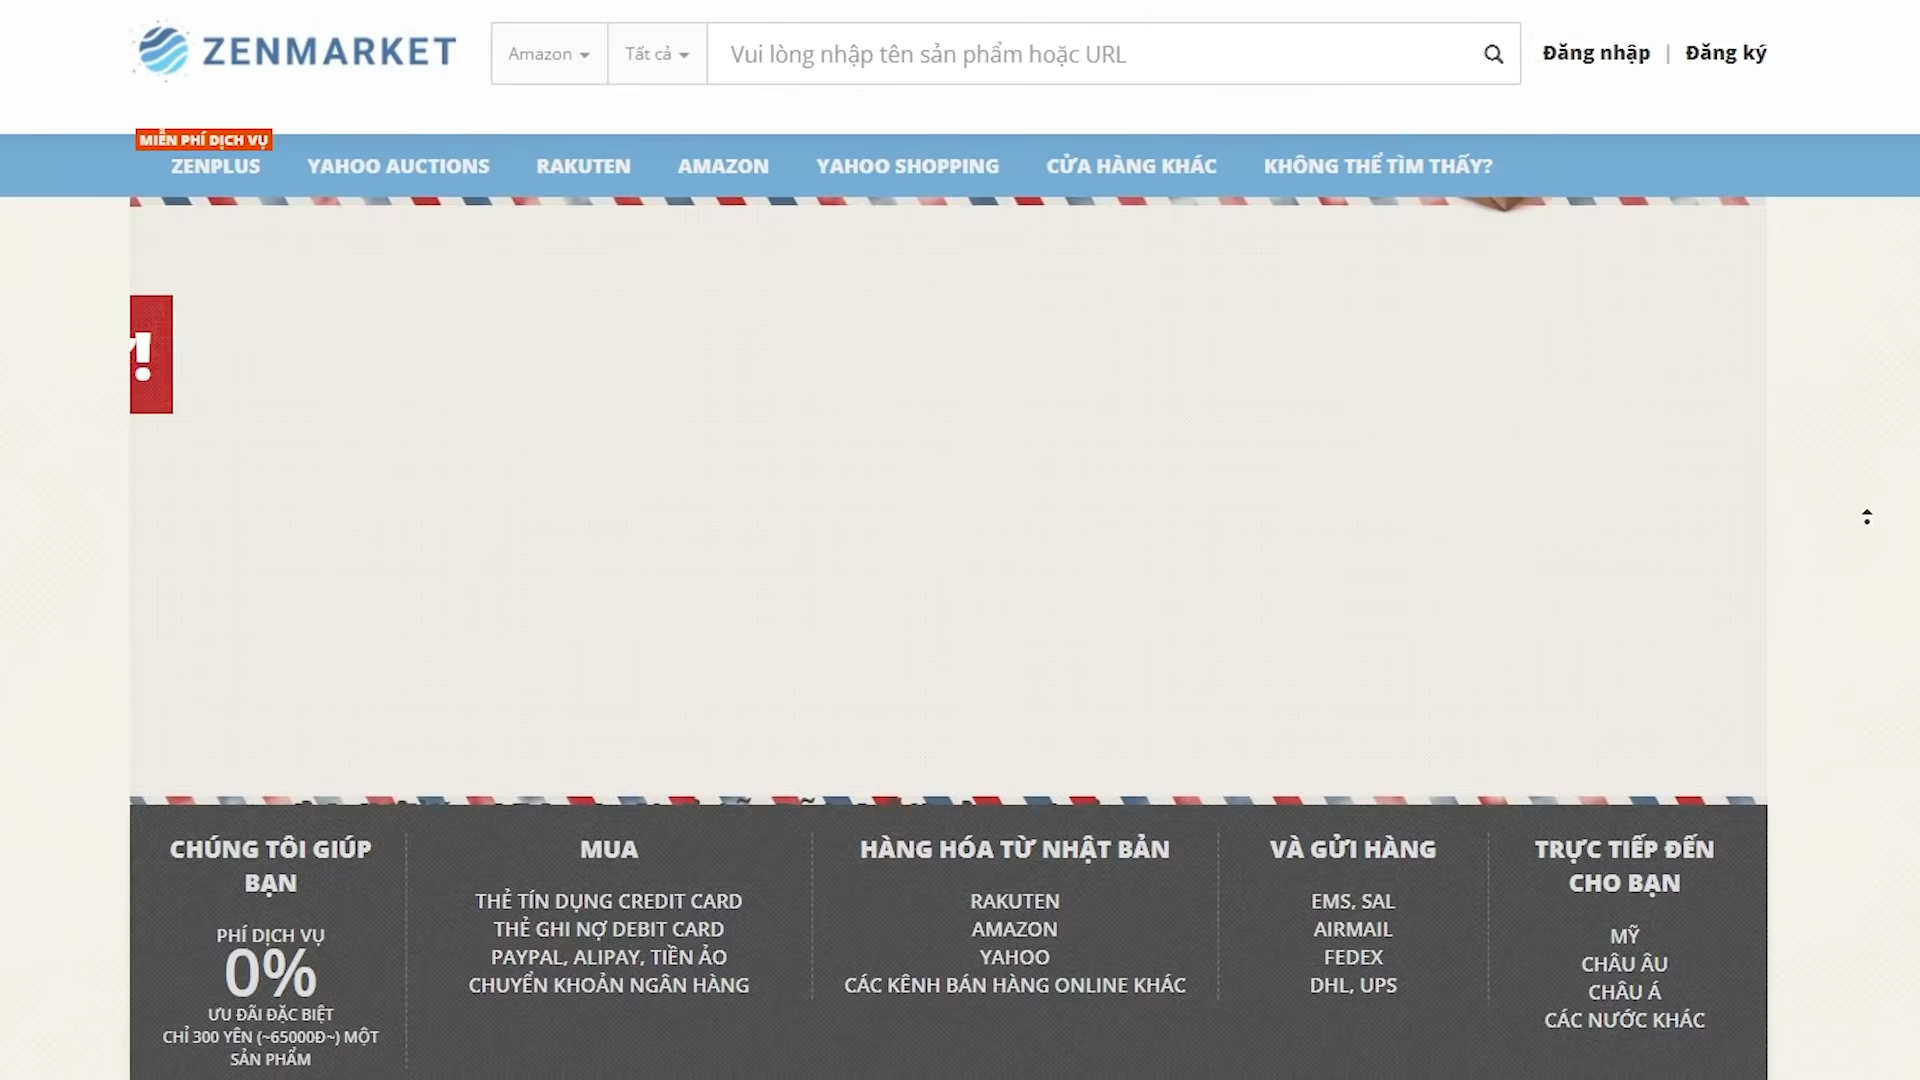 ZENMARKET
Amazon
Tất cả
Vui lòng nhập tên sản phẩm hoặc URL
Đăng nhập | Đăng ký
MIỄN PHÍ DỊCH VỤ
ZENPLUS
YAHOO AUCTIONS
RAKUTEN
AMAZON
YAHOO SHOPPING
CỬA HÀNG KHÁC
KHÔNG THỂ TÌM THẤY?
!
CHÚNG TÔI GIÚP
BẠN
PHÍ DỊCH VỤ
0%
ƯU ĐÃI ĐẶC BIỆT
CHỈ 300 YÊN (~65000Đ~) MỘT
SẢN PHẨM
MUA
THẺ TÍN DỤNG CREDIT CARD
THẺ GHI NỢ DEBIT CARD
PAYPAL, ALIPAY, TIỀN ẢO
CHUYỂN KHOẢN NGÂN HÀNG
HÀNG HÓA TỪ NHẬT BẢN
RAKUTEN
AMAZON
YAHOO
CÁC KÊNH BÁN HÀNG ONLINE KHÁC
VÀ GỬI HÀNG
EMS, SAL
AIRMAIL
FEDEX
DHL, UPS
TRỰC TIẾP ĐẾN
CHO BẠN
MỸ
CHÂU ÂU
CHÂU Á
CÁC NƯỚC KHÁC